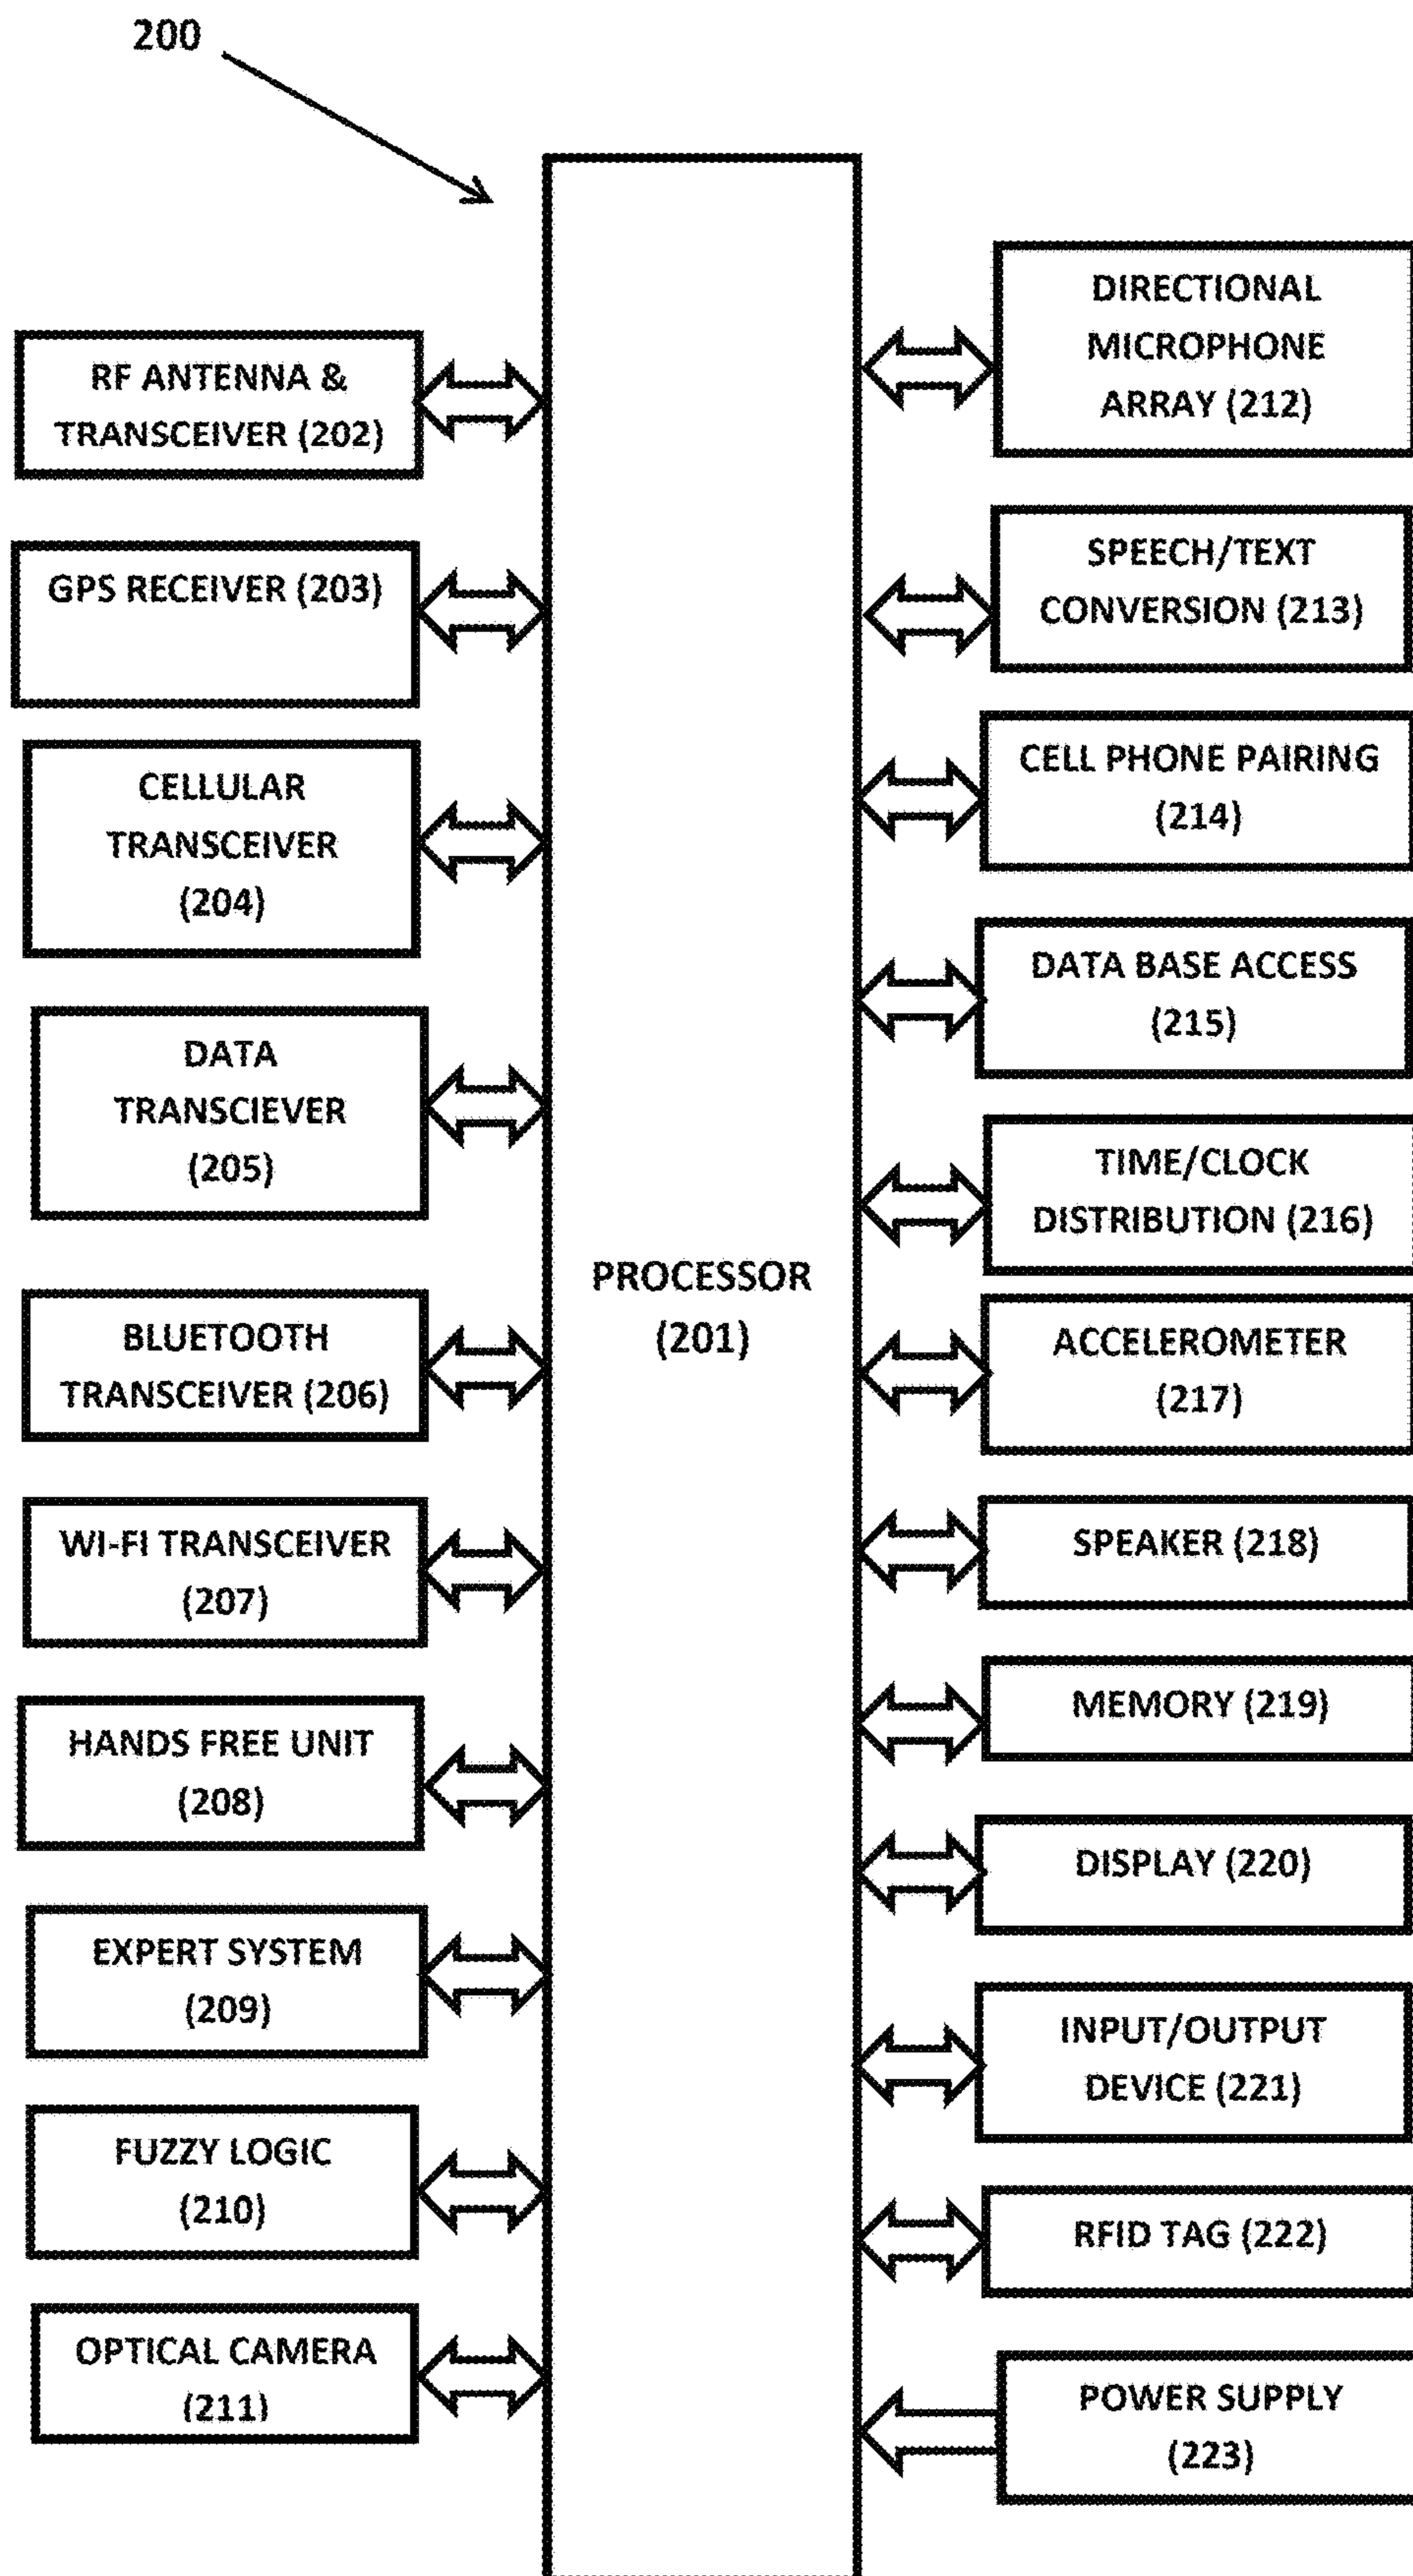 200
RF ANTENNA &
TRANSCEIVER (202)
GPS RECEIVER (203)
CELLULAR
TRANSCEIVER
(204)
DATA
TRANSCIEVER
(205)
BLUETOOTH
TRANSCEIVER (206)
WI-FI TRANSCEIVER
(207)
HANDS FREE UNIT
(208)
EXPERT SYSTEM
(209)
FUZZY LOGIC
(210)
OPTICAL CAMERA
(211)
PROCESSOR
(201)
DIRECTIONAL
MICROPHONE
ARRAY (212)
SPEECH/TEXT
CONVERSION (213)
CELL PHONE PAIRING
(214)
DATA BASE ACCESS
(215)
TIME/CLOCK
DISTRIBUTION (216)
ACCELEROMETER
(217)
SPEAKER (218)
MEMORY (219)
DISPLAY (220)
INPUT/OUTPUT
DEVICE (221)
RFID TAG (222)
POWER SUPPLY
(223)